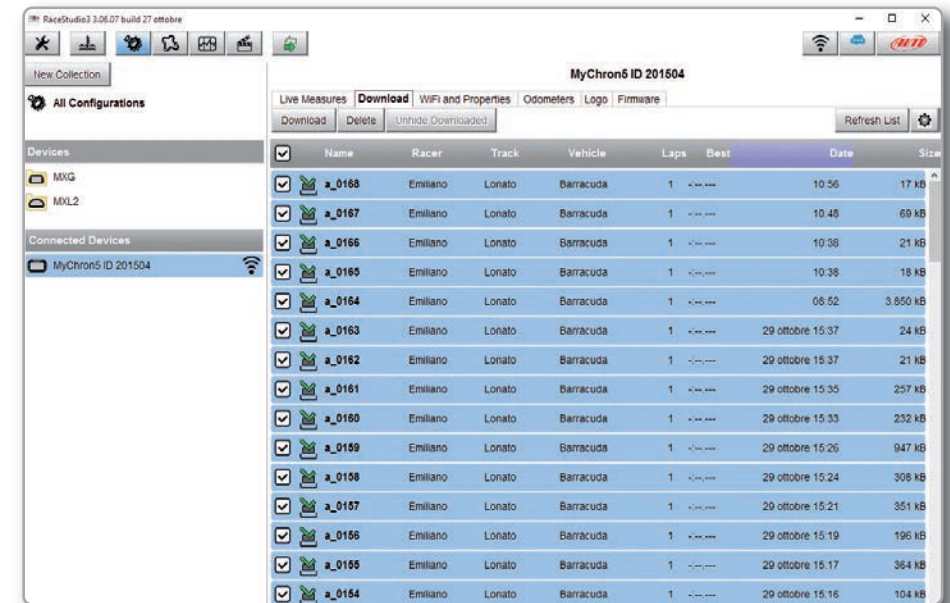 RaceStudio3 3.06.07 build 27 ottobre
AiM
New Collection
MyChron5 ID 201504
All Configurations
Live Measures Download WiFi and Properties Odometers Logo Firmware
Download Delete Unhide Downloaded Refresh List
Devices
Name Racer Track Vehicle Laps Best Date Size
MXG
MXL2
Connected Devices
MyChron5 ID 201504
a_0168 Emiliano Lonato Barracuda 1 -:--.--- 10:56 17 kB
a_0167 Emiliano Lonato Barracuda 1 -:--.--- 10:48 69 kB
a_0166 Emiliano Lonato Barracuda 1 -:--.--- 10:38 21 kB
a_0165 Emiliano Lonato Barracuda 1 -:--.--- 10:38 18 kB
a_0164 Emiliano Lonato Barracuda 1 -:--.--- 08:52 3.850 kB
a_0163 Emiliano Lonato Barracuda 1 -:--.--- 29 ottobre 15:37 24 kB
a_0162 Emiliano Lonato Barracuda 1 -:--.--- 29 ottobre 15:37 21 kB
a_0161 Emiliano Lonato Barracuda 1 -:--.--- 29 ottobre 15:35 257 kB
a_0160 Emiliano Lonato Barracuda 1 -:--.--- 29 ottobre 15:33 232 kB
a_0159 Emiliano Lonato Barracuda 1 -:--.--- 29 ottobre 15:26 947 kB
a_0158 Emiliano Lonato Barracuda 1 -:--.--- 29 ottobre 15:24 308 kB
a_0157 Emiliano Lonato Barracuda 1 -:--.--- 29 ottobre 15:21 351 kB
a_0156 Emiliano Lonato Barracuda 1 -:--.--- 29 ottobre 15:19 196 kB
a_0155 Emiliano Lonato Barracuda 1 -:--.--- 29 ottobre 15:17 364 kB
a_0154 Emiliano Lonato Barracuda 1 -:--.--- 29 ottobre 15:16 104 kB